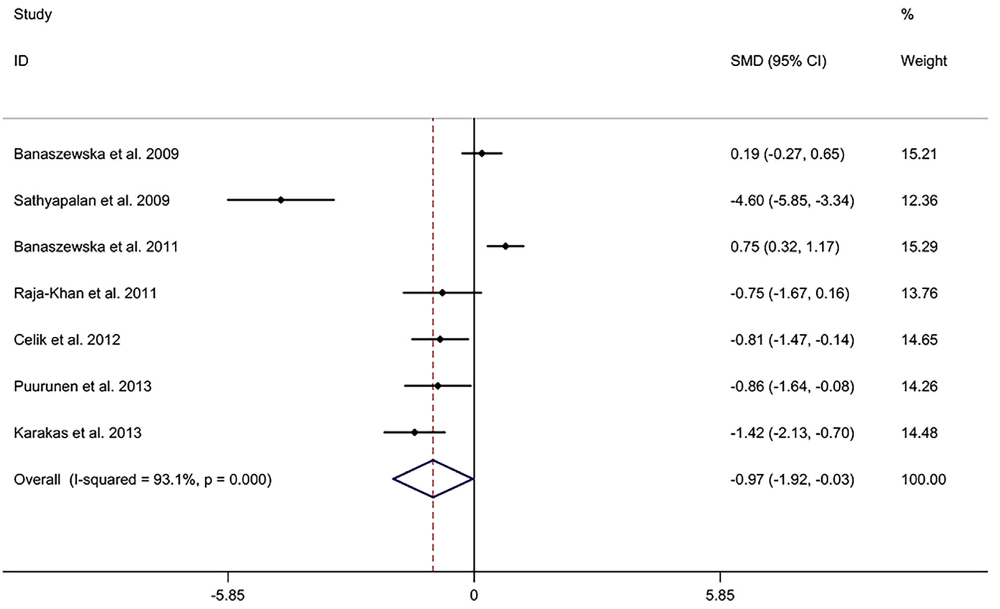 Study %
ID SMD (95% CI) Weight
Banaszewska et al. 2009 0.19 (-0.27, 0.65) 15.21
Sathyapalan et al. 2009 -4.60 (-5.85, -3.34) 12.36
Banaszewska et al. 2011 0.75 (0.32, 1.17) 15.29
Raja-Khan et al. 2011 -0.75 (-1.67, 0.16) 13.76
Celik et al. 2012 -0.81 (-1.47, -0.14) 14.65
Puurunen et al. 2013 -0.86 (-1.64, -0.08) 14.26
Karakas et al. 2013 -1.42 (-2.13, -0.70) 14.48
Overall (I-squared = 93.1%, p = 0.000) -0.97 (-1.92, -0.03) 100.00
-5.85 0 5.85